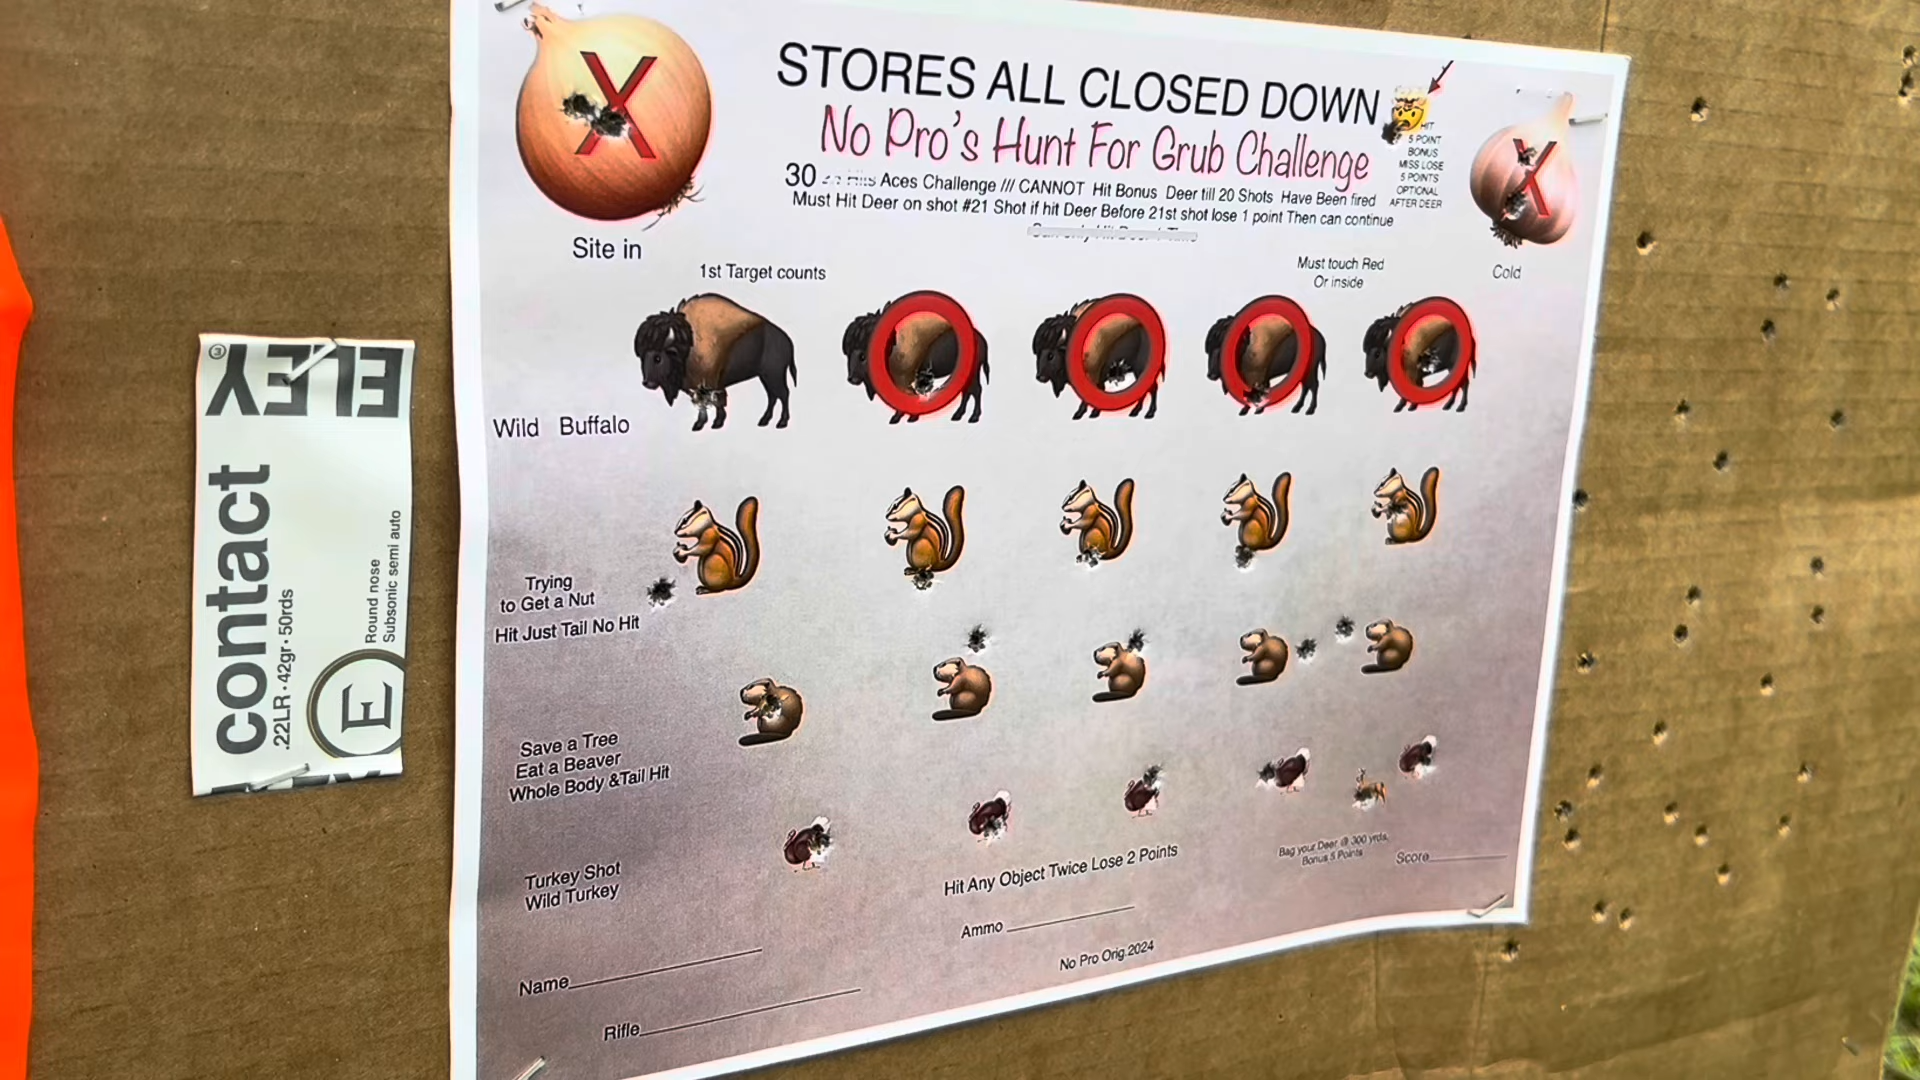 STORES ALL CLOSED DOWN
No Pro's Hunt For Grub Challenge
30 Hits Aces Challenge /// CANNOT Hit Bonus Deer till 20 Shots Have Been fired
Must Hit Deer on shot #21 Shot if hit Deer Before 21st shot lose 1 point Then can continue
HIT
5 POINT
BONUS
MISS LOSE
5 POINTS
OPTIONAL
AFTER DEER
X
X
Site in
Cold
1st Target counts
Must touch Red
Or inside
Wild Buffalo
Trying
to Get a Nut
Hit Just Tail No Hit
Save a Tree
Eat a Beaver
Whole Body &Tail Hit
Turkey Shot
Wild Turkey
Hit Any Object Twice Lose 2 Points
Bag your Deer @ 300 yrds,
Bonus 5 Points
Score
Ammo
Name
No Pro Orig.2024
Rifle
ELEY
contact
.22LR · 42gr · 50rds
Round nose
Subsonic semi auto
E